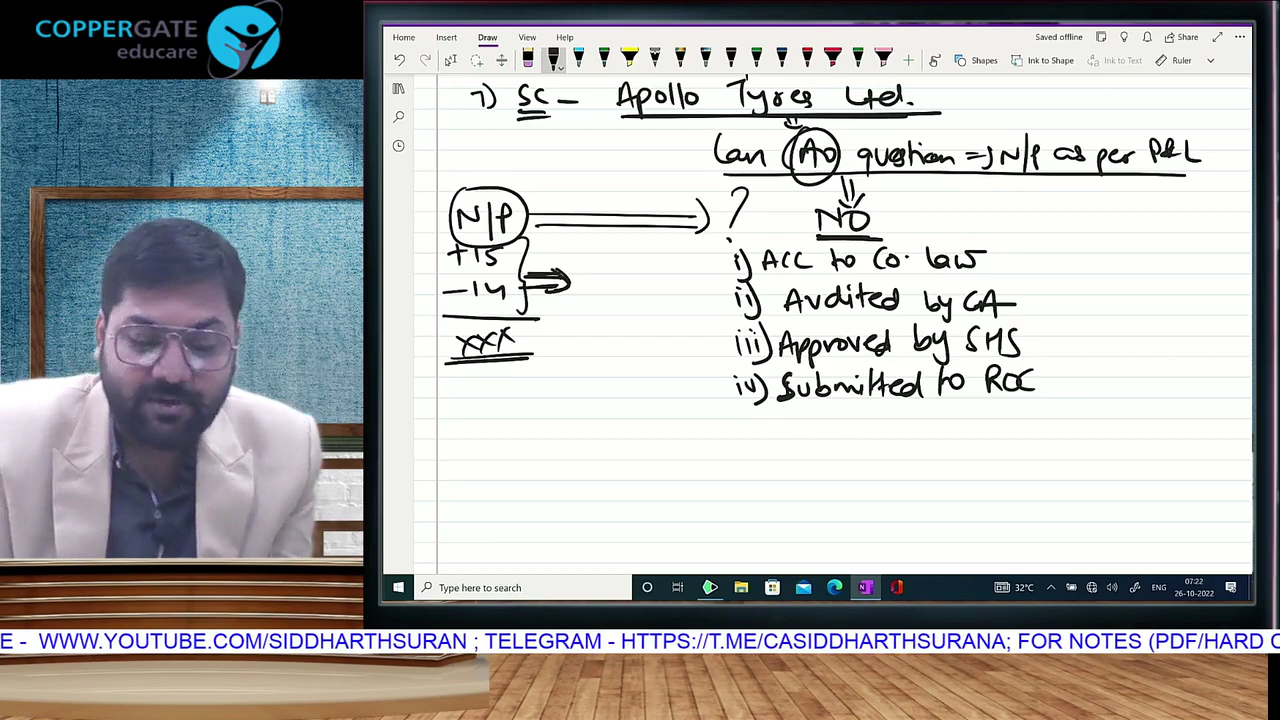 COPPERGATE
educare
Home Insert Draw View Help
Saved offline
Share
Shapes
Ink to Shape
Ink to Text
Ruler
7) SC - Apollo Tyres Ltd.
Can AO question => N/P as per P&L
N/P
? NO
+15
i) ACC to Co. law
-14
ii) Audited by CA
XXX
iii) Approved by SHS
iv) Submitted to ROC
Type here to search
32°C
ENG
07:22
26-10-2022
E - WWW.YOUTUBE.COM/SIDDHARTHSURAN ; TELEGRAM - HTTPS://T.ME/CASIDDHARTHSURANA; FOR NOTES (PDF/HARD C